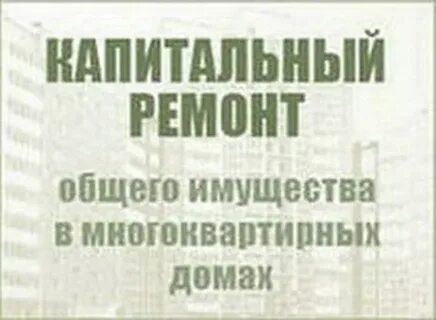 КАПИТАЛЬНЫЙ
РЕМОНТ
общего имущества
в многоквартирных
домах